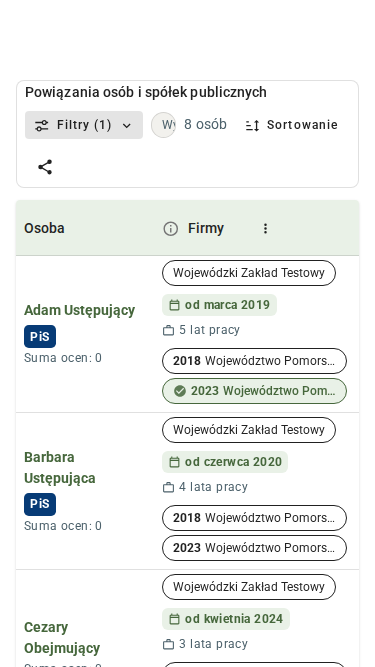 Powiązania osób i spółek publicznych
Filtry (1)
8 osób
Sortowanie
Osoba
Firmy
Wojewódzki Zakład Testowy
Adam Ustępujący
od marca 2019
PiS
5 lat pracy
Suma ocen: 0
2018 Województwo Pomors...
2023 Województwo Pom...
Wojewódzki Zakład Testowy
Barbara
Ustępująca
od czerwca 2020
PiS
4 lata pracy
Suma ocen: 0
2018 Województwo Pomors...
2023 Województwo Pomors...
Wojewódzki Zakład Testowy
Cezary
Obejmujący
od kwietnia 2024
3 lata pracy